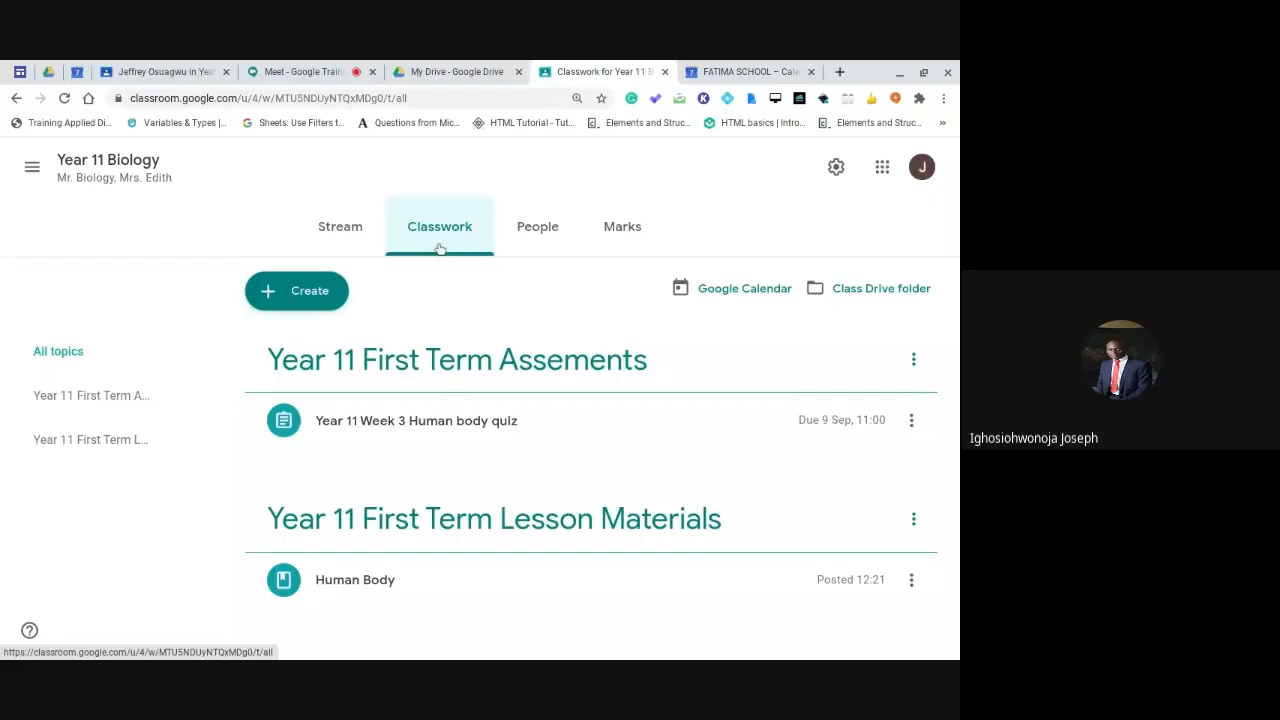 Jeffrey Osuagwu in Yea
Meet - Google Train
My Drive - Google Drive
Classwork for Year 11 B
FATIMA SCHOOL – Cale
classroom.google.com/u/4/w/MTU5NDUyNTQxMDg0/t/all
Training Applied Di...
Variables & Types |...
Sheets: Use Filters t...
Questions from Mic...
HTML Tutorial - Tut...
Elements and Struc...
HTML basics | Intro...
Elements and Struc...
Year 11 Biology
Mr. Biology, Mrs. Edith
J
Stream
Classwork
People
Marks
Create
Google Calendar
Class Drive folder
All topics
Year 11 First Term A...
Year 11 First Term L...
Year 11 First Term Assements
Year 11 Week 3 Human body quiz
Due 9 Sep, 11:00
Year 11 First Term Lesson Materials
Human Body
Posted 12:21
https://classroom.google.com/u/4/w/MTU5NDUyNTQxMDg0/t/all
Ighosiohwonoja Joseph